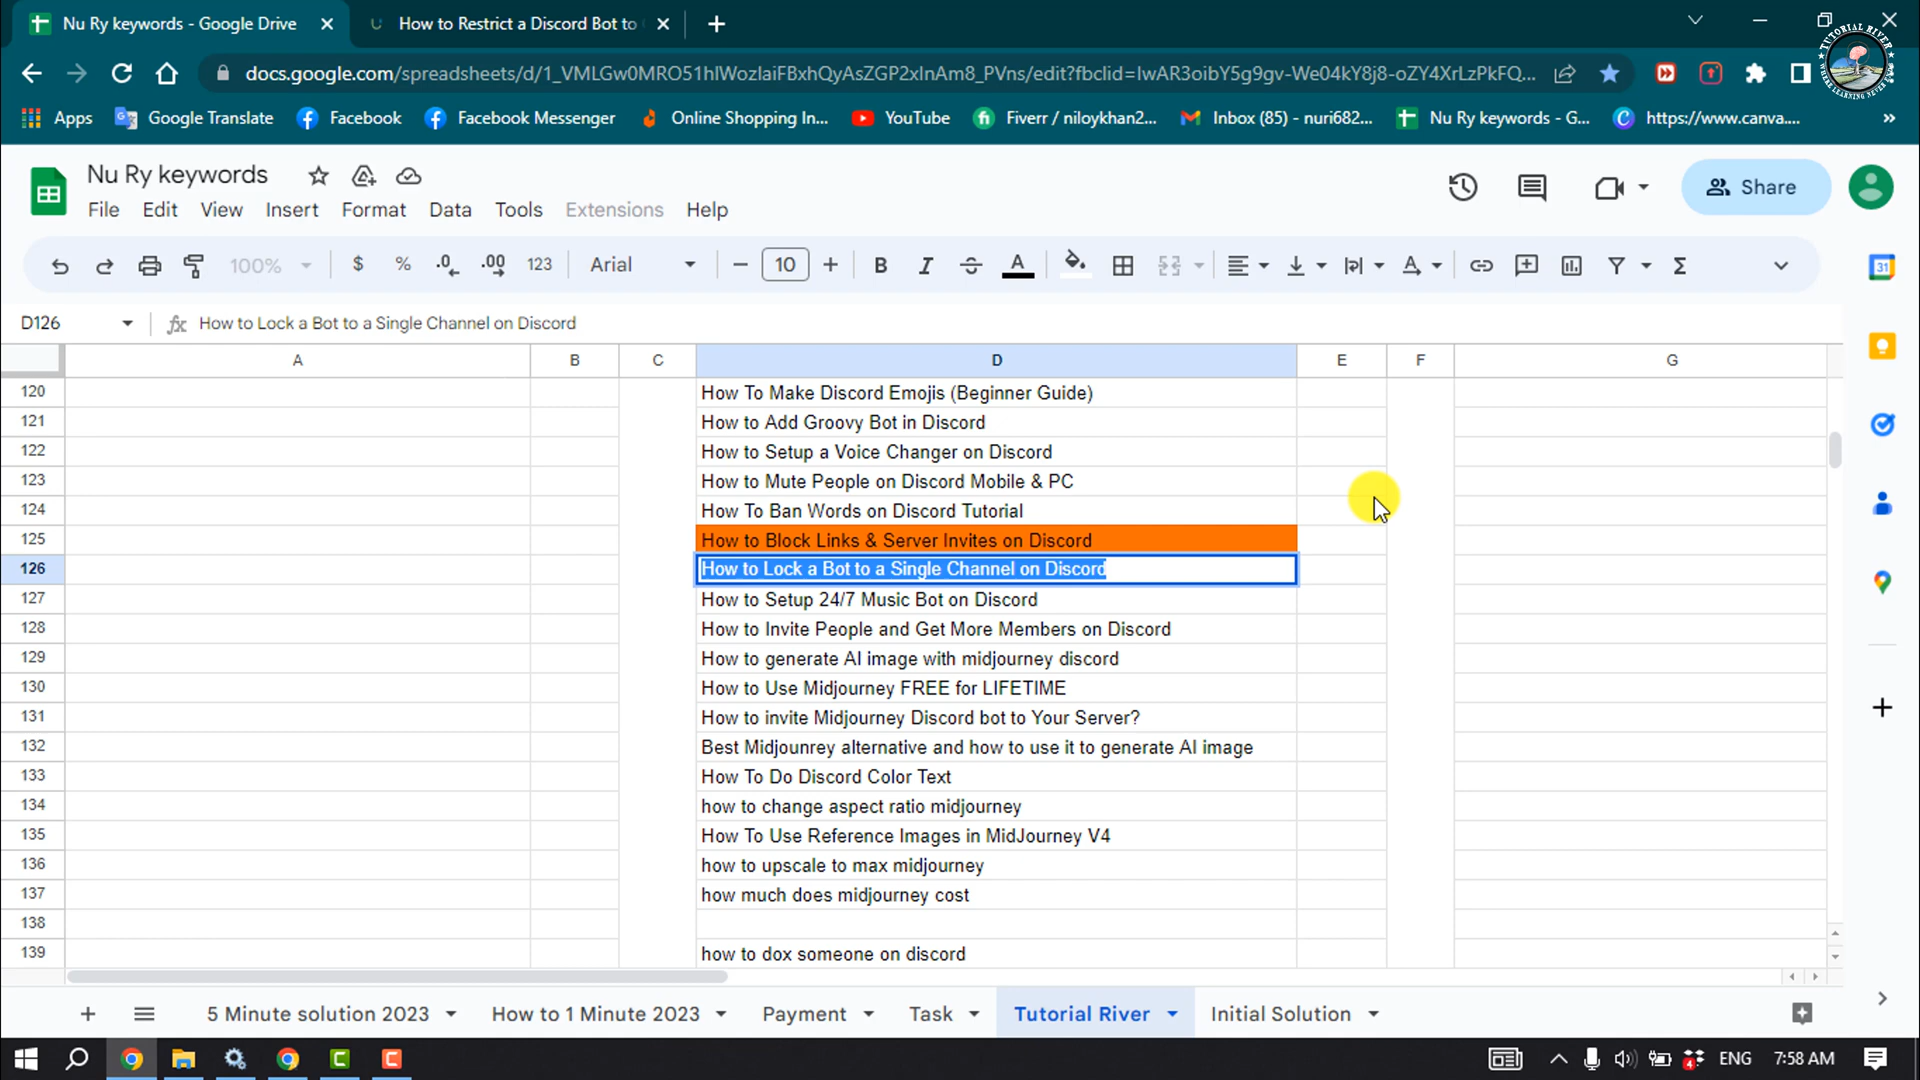 Nu Ry keywords - Google Drive
How to Restrict a Discord Bot to
docs.google.com/spreadsheets/d/1_VMLGw0MRO51hlWozIaiFBxhQyAsZGP2xInAm8_PVns/edit?fbclid=IwAR3oibY5g9gv-We04kY8j8-oZY4XrLzPkFQ...
TUTORIAL RIVER
Apps Google Translate Facebook Facebook Messenger Online Shopping In... YouTube Fiverr / niloykhan2... Inbox (85) - nuri682... Nu Ry keywords - G... https://www.canva....
Nu Ry keywords
Share
File Edit View Insert Format Data Tools Extensions Help
100% $ % .0 .00 123 Arial 10 B I A
31
D126 fx How to Lock a Bot to a Single Channel on Discord
A B C D E F G
120 How To Make Discord Emojis (Beginner Guide)
121 How to Add Groovy Bot in Discord
122 How to Setup a Voice Changer on Discord
123 How to Mute People on Discord Mobile & PC
124 How To Ban Words on Discord Tutorial
125 How to Block Links & Server Invites on Discord
126 How to Lock a Bot to a Single Channel on Discord
127 How to Setup 24/7 Music Bot on Discord
128 How to Invite People and Get More Members on Discord
129 How to generate AI image with midjourney discord
130 How to Use Midjourney FREE for LIFETIME
131 How to invite Midjourney Discord bot to Your Server?
132 Best Midjounrey alternative and how to use it to generate AI image
133 How To Do Discord Color Text
134 how to change aspect ratio midjourney
135 How To Use Reference Images in MidJourney V4
136 how to upscale to max midjourney
137 how much does midjourney cost
138
139 how to dox someone on discord
5 Minute solution 2023 How to 1 Minute 2023 Payment Task Tutorial River Initial Solution
ENG 7:58 AM